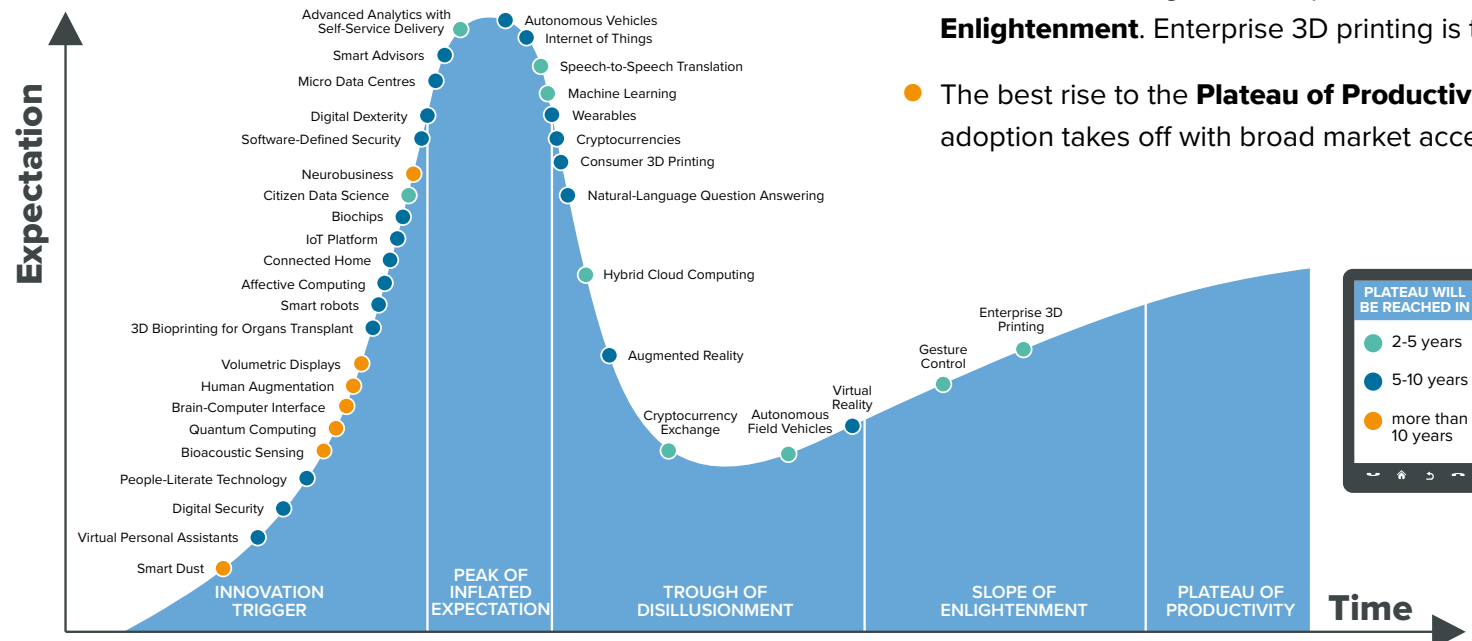 Enlightenment. Enterprise 3D printing is
The best rise to the Plateau of
adoption takes off with broad market
Expectation
Advanced Analytics with
Self-Service Delivery
Smart Advisors
Micro Data Centres
Digital Dexterity
Software-Defined Security
Neurobusiness
Citizen Data Science
Biochips
IoT Platform
Connected Home
Affective Computing
Smart robots
3D Bioprinting for Organs Transplant
Volumetric Displays
Human Augmentation
Brain-Computer Interface
Quantum Computing
Bioacoustic Sensing
People-Literate Technology
Digital Security
Virtual Personal Assistants
Smart Dust
Autonomous Vehicles
Internet of Things
Speech-to-Speech Translation
Machine Learning
Wearables
Cryptocurrencies
Consumer 3D Printing
Natural-Language Question Answering
Hybrid Cloud Computing
Augmented Reality
Cryptocurrency
Exchange
Autonomous
Field Vehicles
Virtual
Reality
Gesture
Control
Enterprise 3D
Printing
PLATEAU WILL
BE REACHED IN
2-5 years
5-10 years
more than
10 years
INNOVATION
TRIGGER
PEAK OF
INFLATED
EXPECTATION
TROUGH OF
DISILLUSIONMENT
SLOPE OF
ENLIGHTENMENT
PLATEAU OF
PRODUCTIVITY
Time